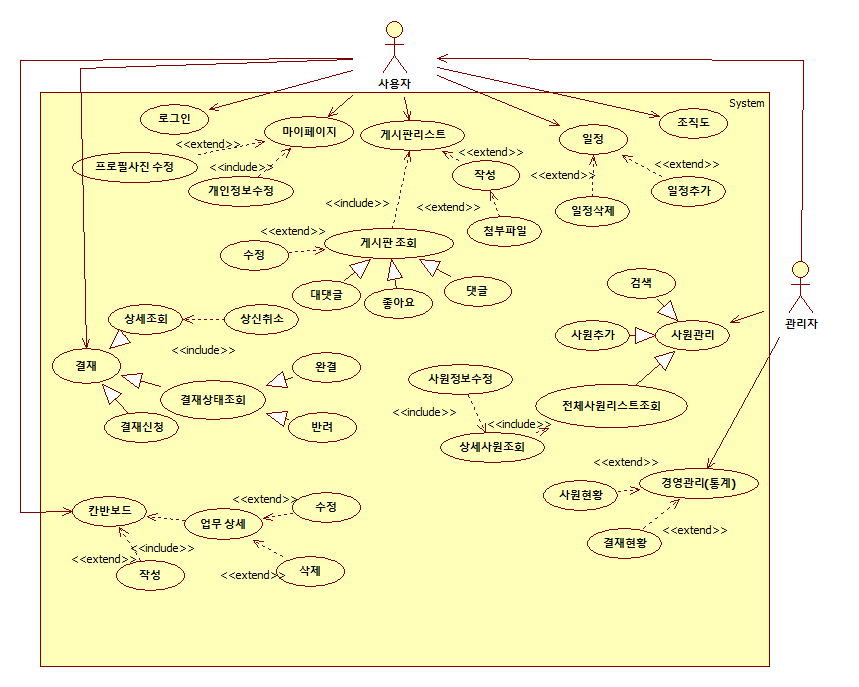 사용자
System
로그인
마이페이지
게시판리스트
일정
조직도
<<extend>>
프로필사진 수정
<<include>>
개인정보수정
<<extend>>
작성
<<extend>>
<<extend>>
일정추가
<<include>>
<<extend>>
첨부파일
일정삭제
<<extend>>
수정
게시판 조회
대댓글
좋아요
댓글
검색
관리자
상세조회
상신취소
사원추가
사원관리
<<include>>
결재
완결
사원정보수정
결재상태조회
<<include>>
전체사원리스트조회
결재신청
반려
<<include>>
상세사원조회
<<extend>>
경영관리(통계)
사원현황
칸반보드
<<extend>>
수정
업무 상세
<<extend>>
결재현황
<<include>>
<<extend>>
작성
<<extend>>
삭제